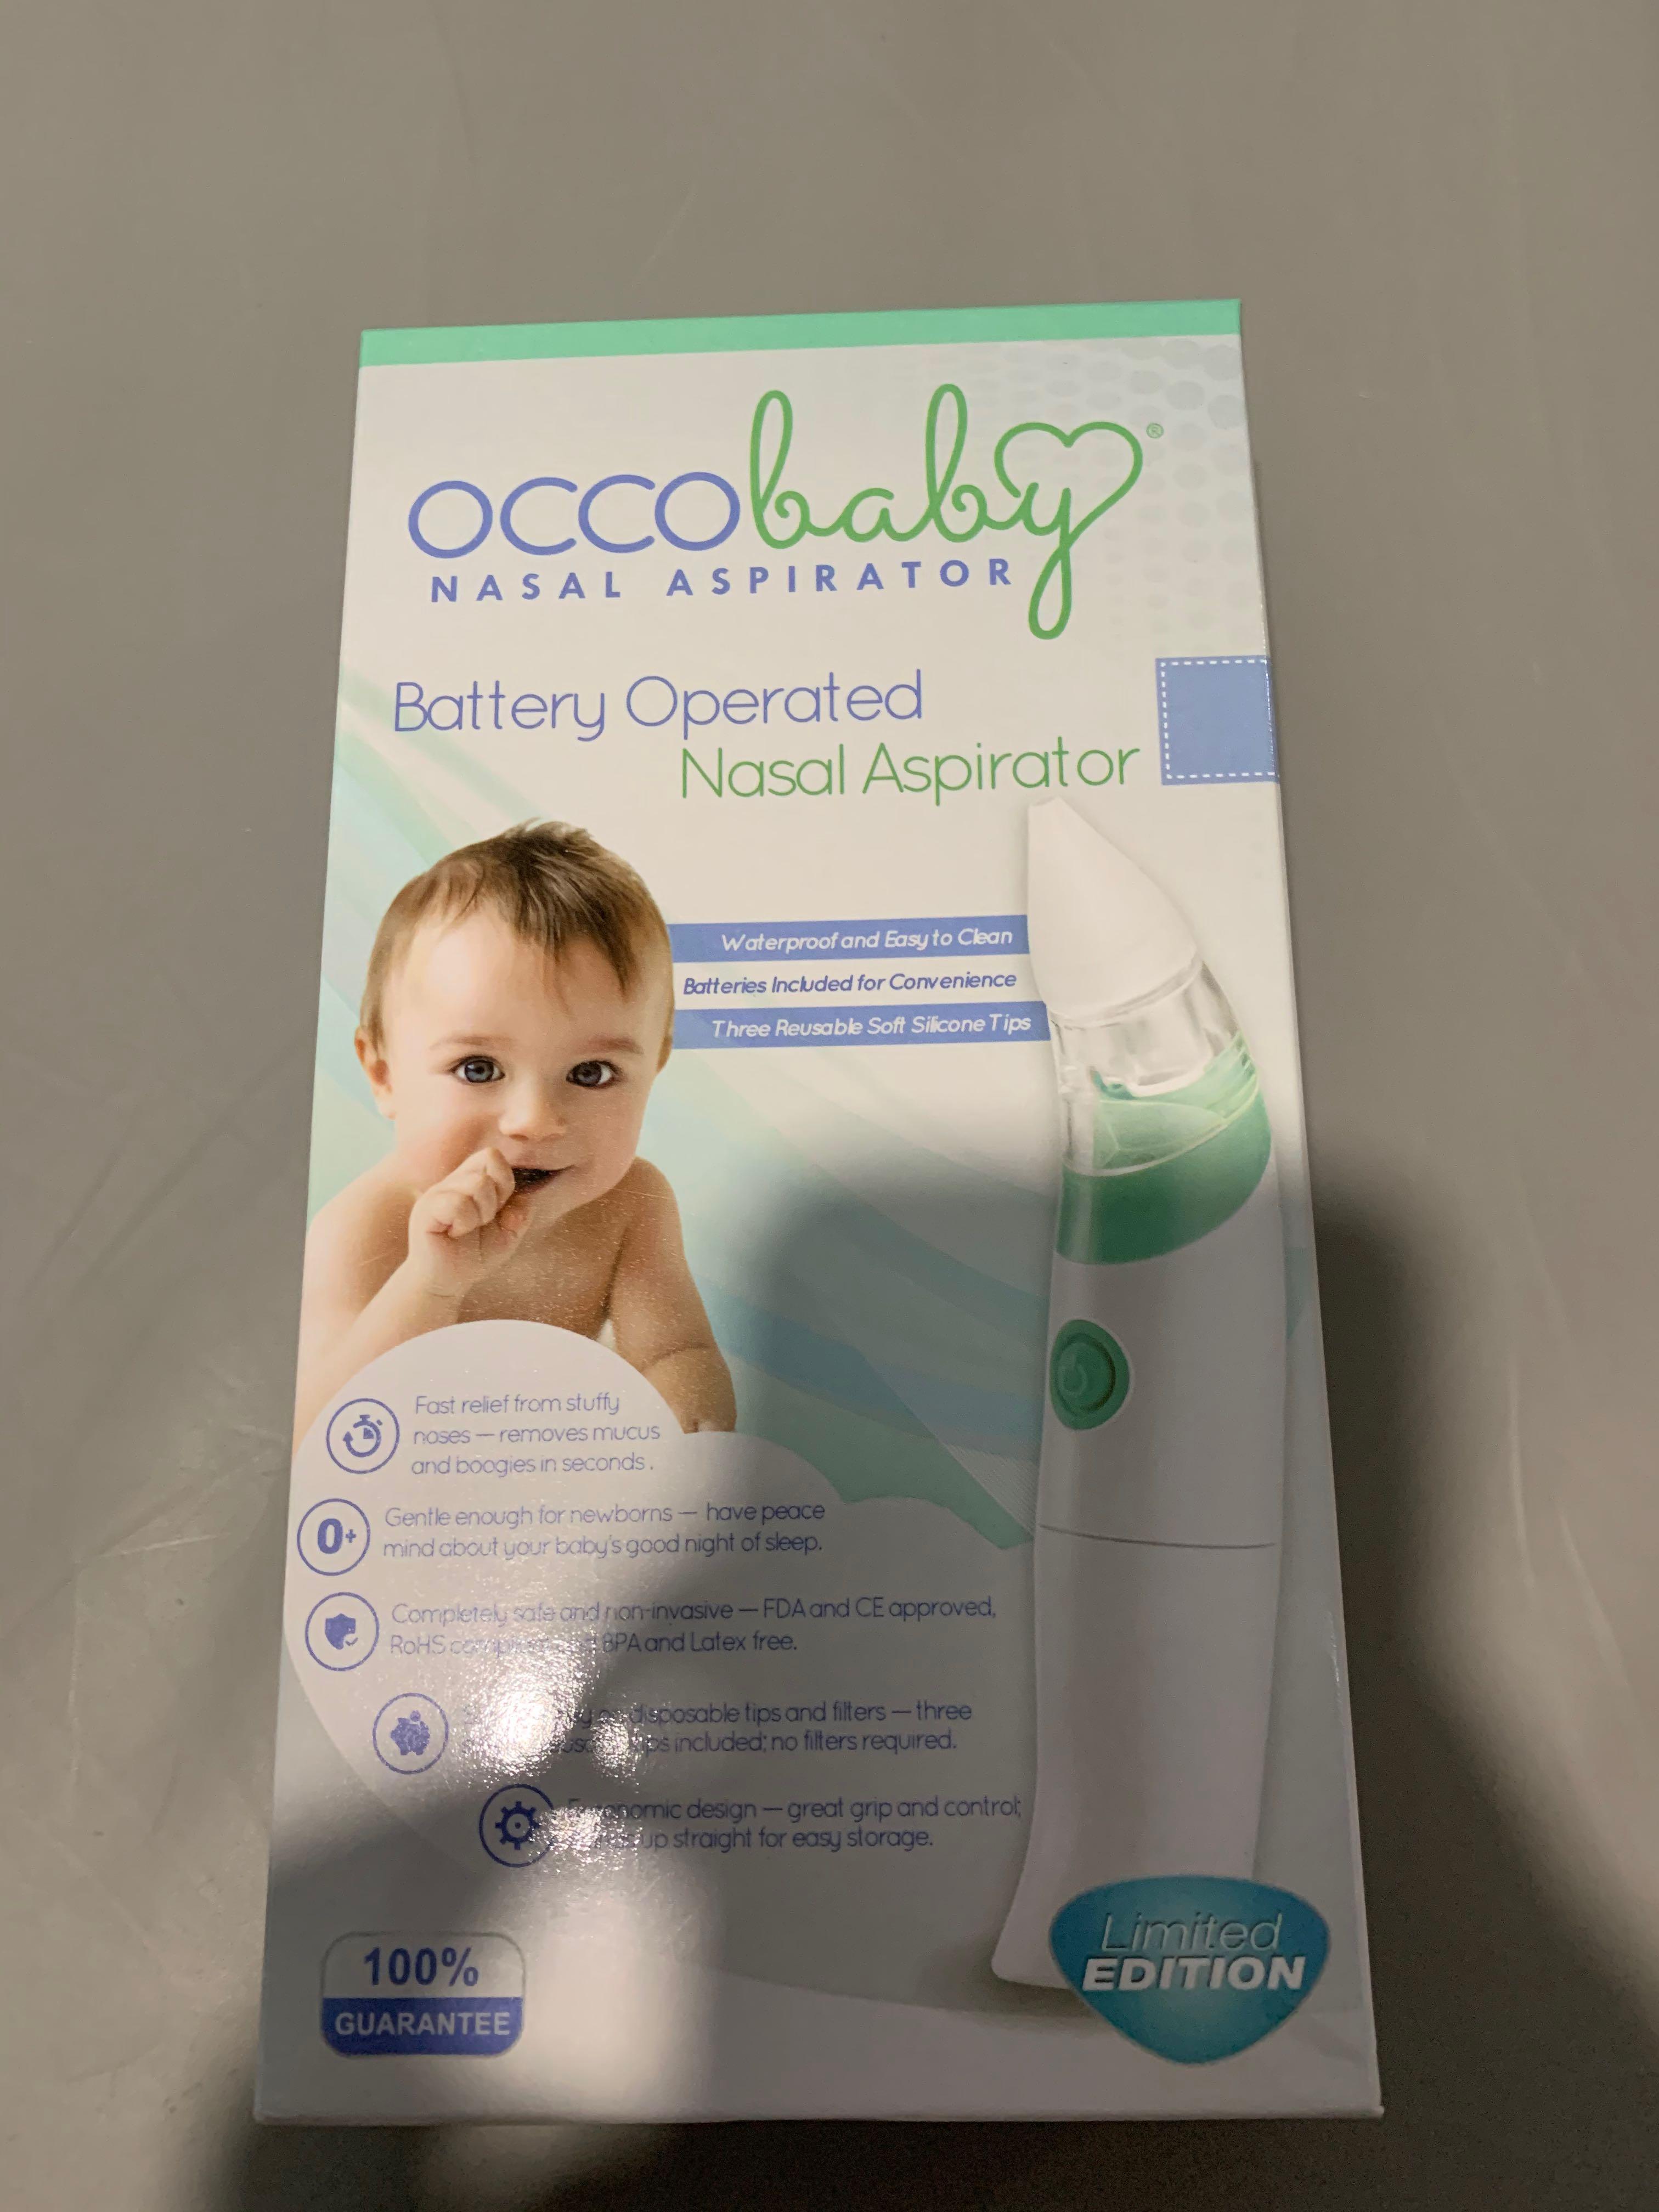 OCCObaby®
NASAL ASPIRATOR
Battery Operated
Nasal Aspirator
Waterproof and Easy to Clean
Batteries Included for Convenience
Three Reusable Soft Silicone Tips
Fast relief from stuffy
noses — removes mucus
and boogies in seconds.
0+
Gentle enough for newborns — have peace
mind about your baby's good night of sleep.
Completely safe and non-invasive — FDA and CE approved,
RoHS BPA and Latex free.
disposable tips and filters — three
included; no filters required.
design — great grip and control;
up straight for easy storage.
100%
GUARANTEE
Limited
EDITION